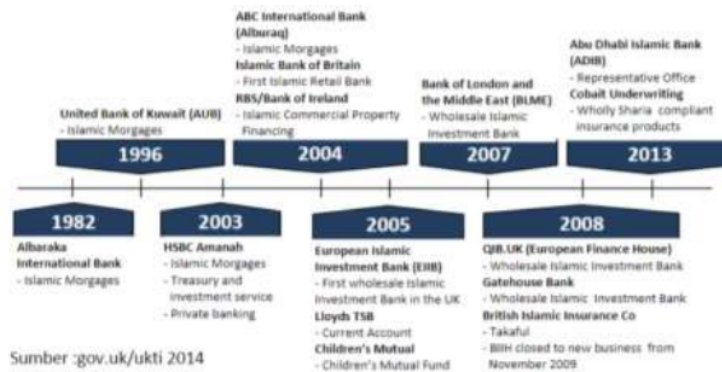 ABC International Bank
(Alburaq)
- Islamic Morgages
Islamic Bank of Britain
- First Islamic Retail Bank
RBS/Bank of Ireland
- Islamic Commercial Property
Financing
Abu Dhabi Islamic Bank
(ADIB)
- Representative Office
Cobalt Underwriting
- Wholly Sharia compliant
insurance products
Bank of London and
the Middle East (BLME)
- Wholesale Islamic
Investment Bank
United Bank of Kuwait (AUB)
- Islamic Morgages
1996
2004
2007
2013
1982
2003
2005
2008
Albaraka
International Bank
- Islamic Morgages
HSBC Amanah
- Islamic Morgages
- Treasury and
investment service
- Private banking
European Islamic
Investment Bank (EIIB)
- First wholesale Islamic
Investment Bank in the UK
Lloyds TSB
- Current Account
Children's Mutual
- Children's Mutual Fund
QIB.UK (European Finance House)
- Wholesale Islamic Investment Bank
Gatehouse Bank
- Wholesale Islamic Investment Bank
British Islamic Insurance Co
- Takaful
- BIIH closed to new business from
November 2009
Sumber :gov.uk/ukti 2014